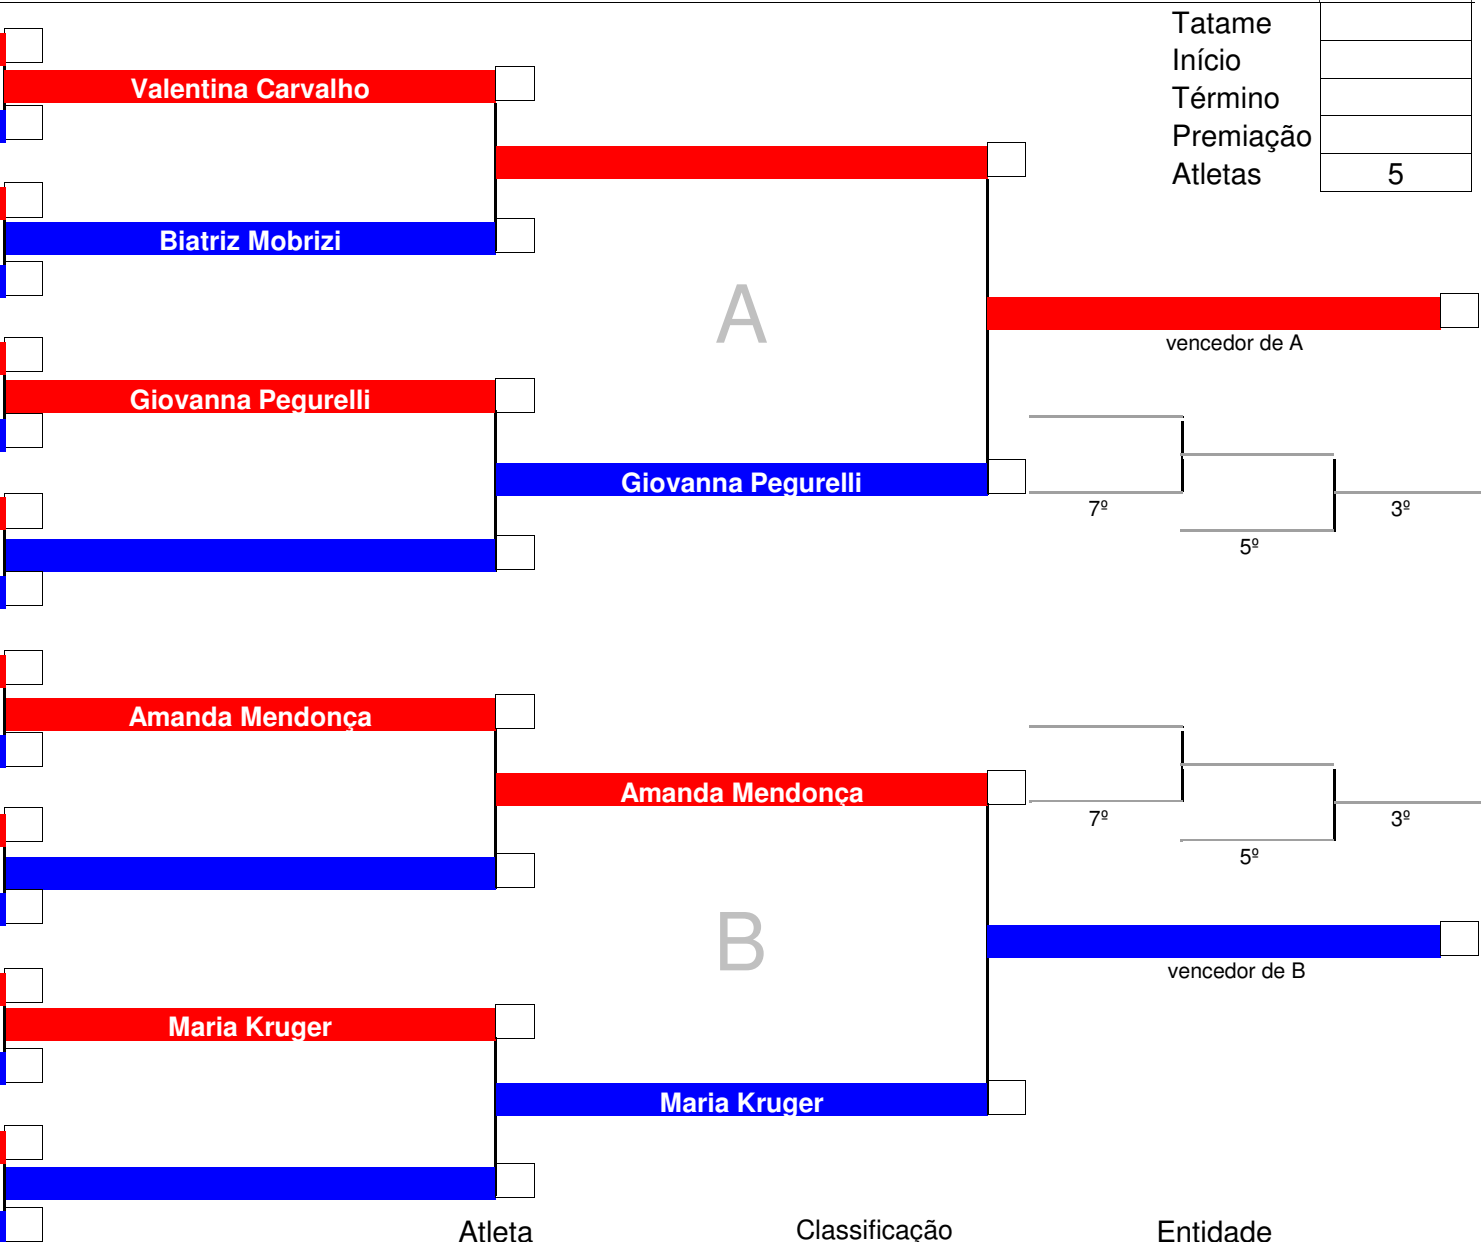 Tatame
Início
Término
Premiação
Atletas 5
Valentina Carvalho
Biatriz Mobrizi
A
vencedor de A
Giovanna Pegurelli
Giovanna Pegurelli
7º
3º
5º
Amanda Mendonça
Amanda Mendonça
7º
3º
5º
B
vencedor de B
Maria Kruger
Maria Kruger
Atleta Classificação Entidade